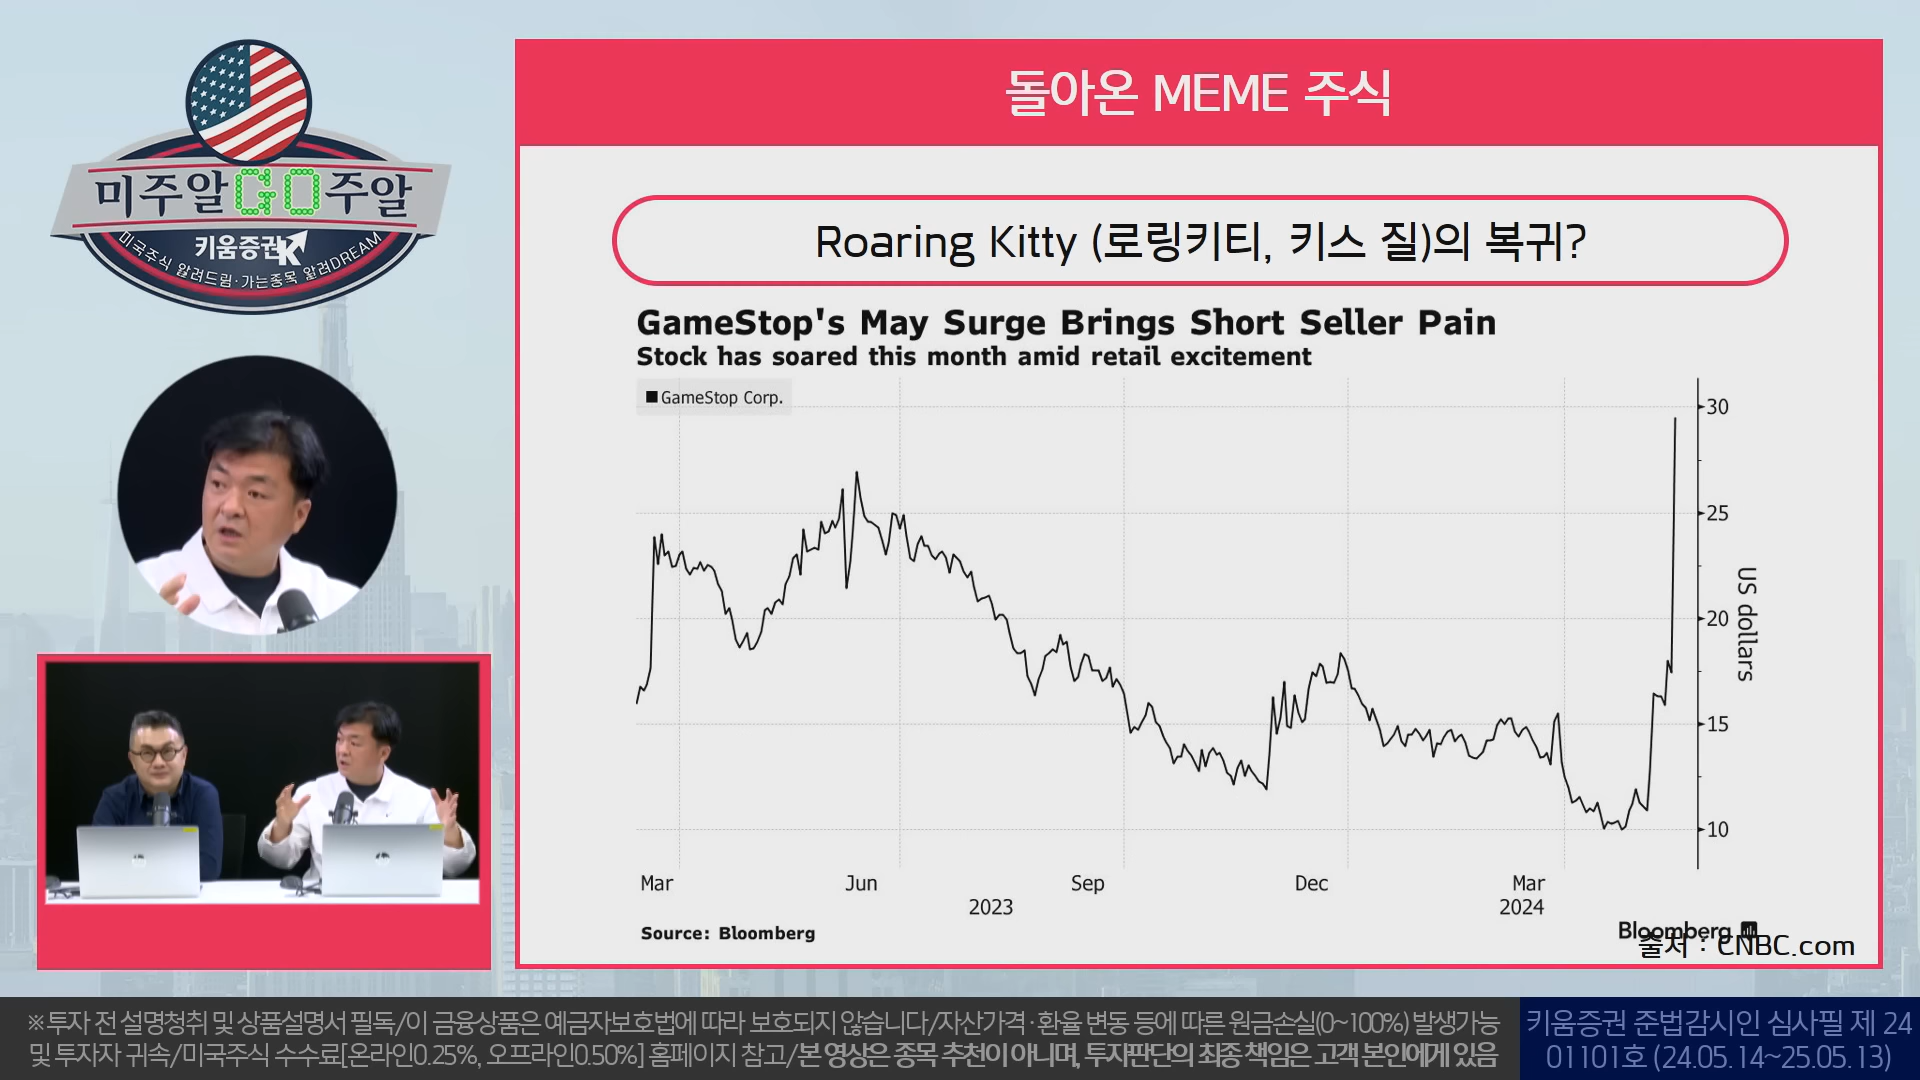 돌아온 MEME 주식
미주알GO주알
키움증권
미국주식 알려드림·가는종목 알려DREAM
Roaring Kitty (로링키티, 키스 질)의 복귀?
GameStop's May Surge Brings Short Seller Pain
Stock has soared this month amid retail excitement
GameStop Corp.
30
25
20
15
10
US dollars
Mar Jun Sep Dec Mar
2023 2024
Source: Bloomberg
Bloomberg
출처 : CNBC.com
※투자 전 설명청취 및 상품설명서 필독/이 금융상품은 예금자보호법에 따라 보호되지 않습니다/자산가격·환율 변동 등에 따른 원금손실(0~100%) 발생가능
및 투자자 귀속/미국주식 수수료[온라인0.25%, 오프라인0.50%] 홈페이지 참고/본 영상은 종목 추천이 아니며, 투자판단의 최종 책임은 고객 본인에게 있음
키움증권 준법감시인 심사필 제 24
01101호 (24.05.14~25.05.13)